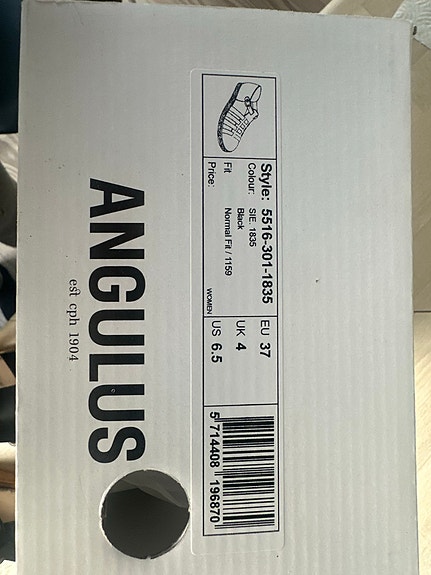 Style: 5516-301-1835
Colour: SIE. 1835
Black
Fit Normal Fit / 1159
Price:
WOMEN
EU 37
UK 4
US 6.5
5 714408 196870
ANGULUS
est cph 1904